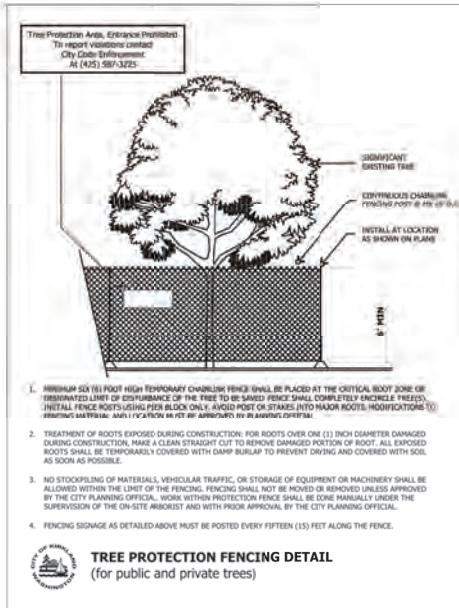 Tree Protection Area, Entrance Prohibited
To report violations contact
City Code Enforcement
At (425) 587-3225
SIGNIFICANT
EXISTING TREE
CONTINUOUS CHAINLINK
FENCING POST @ MX 10' O.C.
INSTALL AT LOCATION
AS SHOWN ON PLANS
6' MIN
1. MINIMUM SIX (6) FOOT HIGH TEMPORARY CHAINLINK FENCE SHALL BE PLACED AT THE CRITICAL ROOT ZONE OR
DESIGNATED LIMIT OF DISTURBANCE OF THE TREE TO BE SAVED FENCE SHALL COMPLETELY ENCIRCLE TREE(S).
INSTALL FENCE POSTS USING PIER BLOCK ONLY. AVOID POST OR STAKES INTO MAJOR ROOTS. MODIFICATIONS TO
FENCING MATERIAL AND LOCATION MUST BE APPROVED BY PLANNING OFFICIAL.
2. TREATMENT OF ROOTS EXPOSED DURING CONSTRUCTION: FOR ROOTS OVER ONE (1) INCH DIAMETER DAMAGED
DURING CONSTRUCTION, MAKE A CLEAN STRAIGHT CUT TO REMOVE DAMAGED PORTION OF ROOT. ALL EXPOSED
ROOTS SHALL BE TEMPORARILY COVERED WITH DAMP BURLAP TO PREVENT DRYING AND COVERED WITH SOIL
AS SOON AS POSSIBLE.
3. NO STOCKPILING OF MATERIALS, VEHICULAR TRAFFIC, OR STORAGE OF EQUIPMENT OR MACHINERY SHALL BE
ALLOWED WITHIN THE LIMIT OF THE FENCING. FENCING SHALL NOT BE MOVED OR REMOVED UNLESS APPROVED
BY THE CITY PLANNING OFFICIAL. WORK WITHIN PROTECTION FENCE SHALL BE DONE MANUALLY UNDER THE
SUPERVISION OF THE ON-SITE ARBORIST AND WITH PRIOR APPROVAL BY THE CITY PLANNING OFFICIAL.
4. FENCING SIGNAGE AS DETAILED ABOVE MUST BE POSTED EVERY FIFTEEN (15) FEET ALONG THE FENCE.
CITY OF KIRKLAND
WASHINGTON
TREE PROTECTION FENCING DETAIL
(for public and private trees)